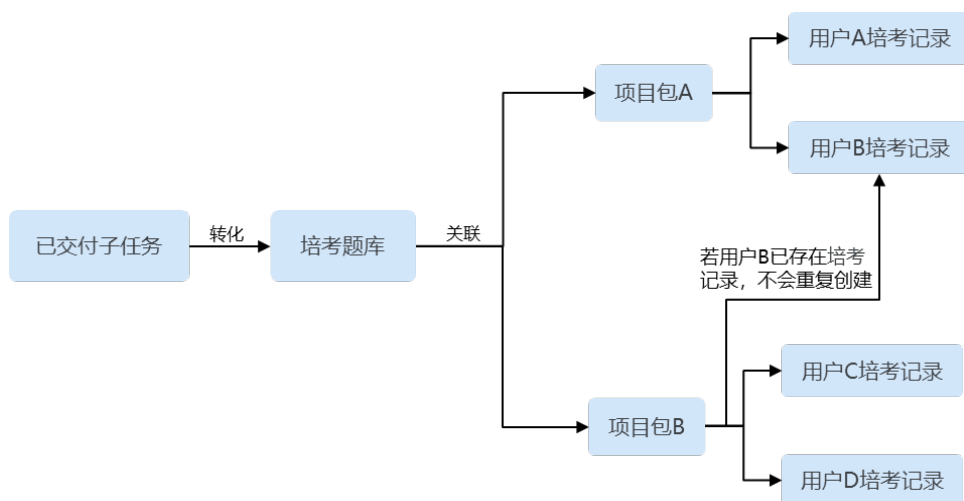 用户A培考记录
项目包A
用户B培考记录
已交付子任务
转化
培考题库
关联
若用户B已存在培考
记录，不会重复创建
用户C培考记录
项目包B
用户D培考记录